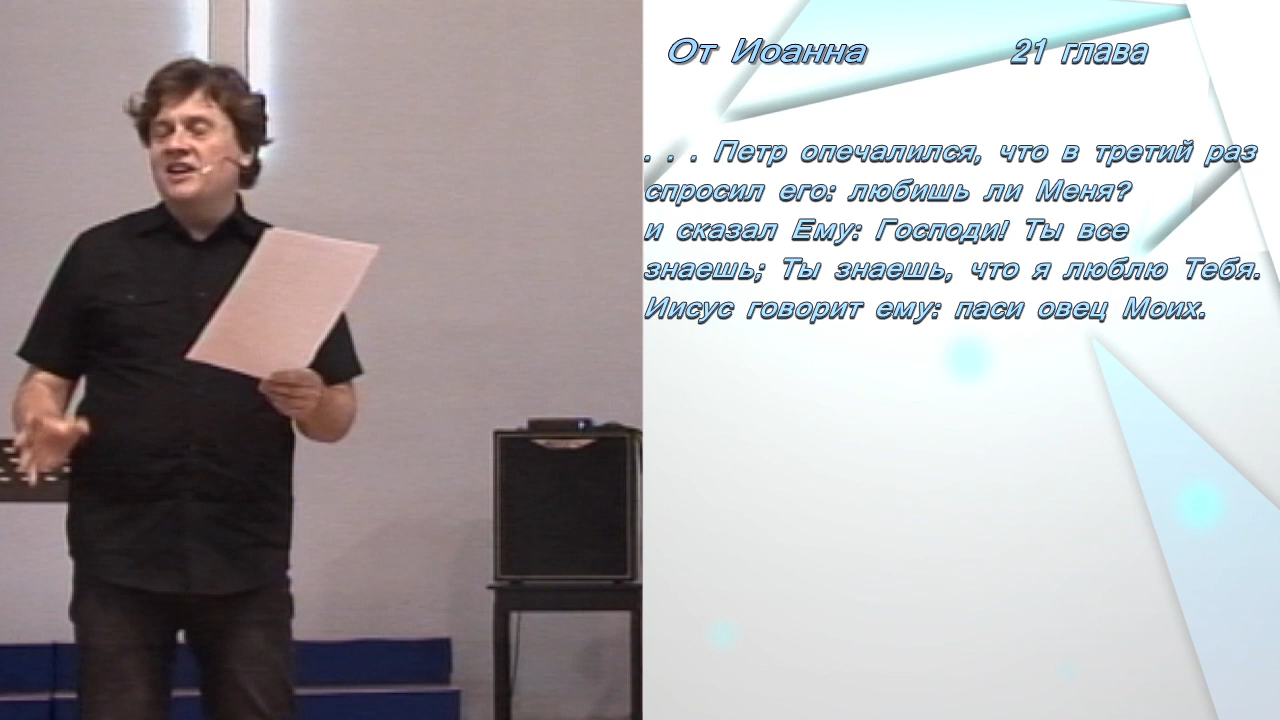 От Иоанна 21 глава
. . . Петр опечалился, что в третий раз
спросил его: любишь ли Меня?
и сказал Ему: Господи! Ты все
знаешь; Ты знаешь, что я люблю Тебя.
Иисус говорит ему: паси овец Моих.